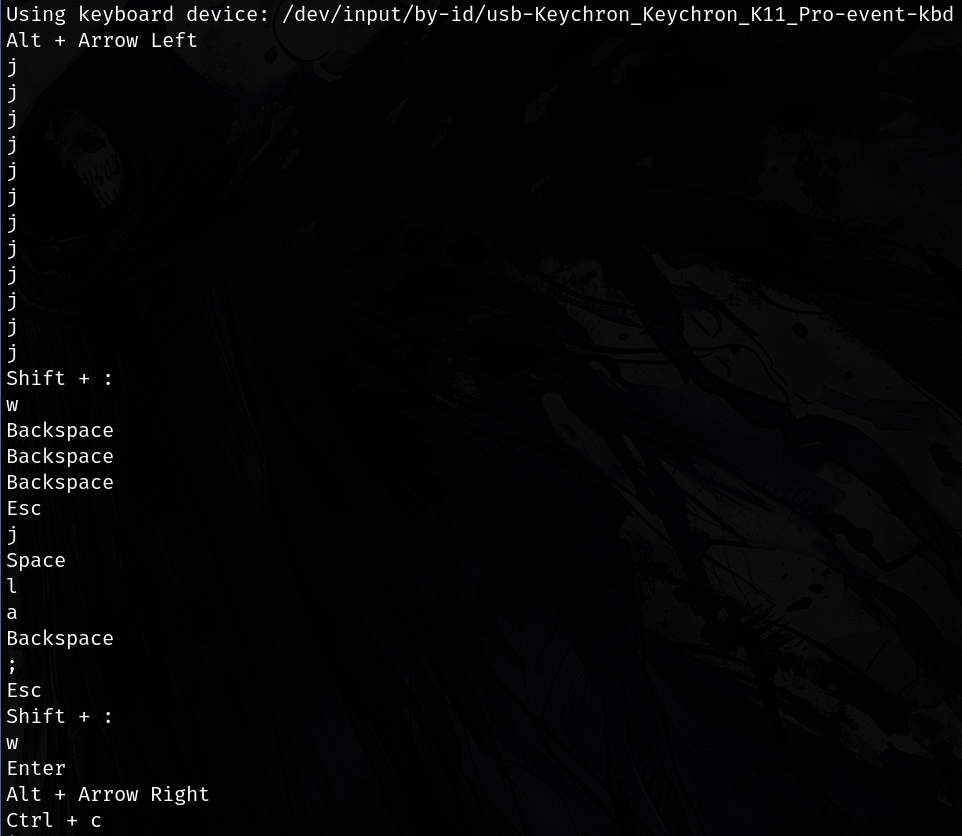 Using keyboard device: /dev/input/by-id/usb-Keychron_Keychron_K11_Pro-event-kbd
Alt + Arrow Left
j
j
j
j
j
j
j
j
j
j
j
j
Shift + :
w
Backspace
Backspace
Backspace
Esc
j
Space
l
a
Backspace
;
Esc
Shift + :
w
Enter
Alt + Arrow Right
Ctrl + c